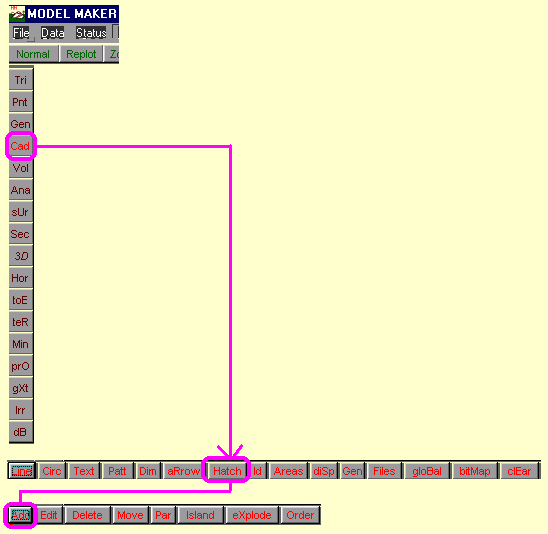 MODEL MAKER
File Data Status
Normal Replot Zo
Tri
Pnt
Gen
Cad
Vol
Ana
sUr
Sec
3D
Hor
toE
teR
Min
prO
gXt
Irr
dB
Line Circ Text Patt Dim aRrow Hatch Id Areas diSp Gen Files gloBal bitMap clEar
Add Edit Delete Move Par Island eXplode Order